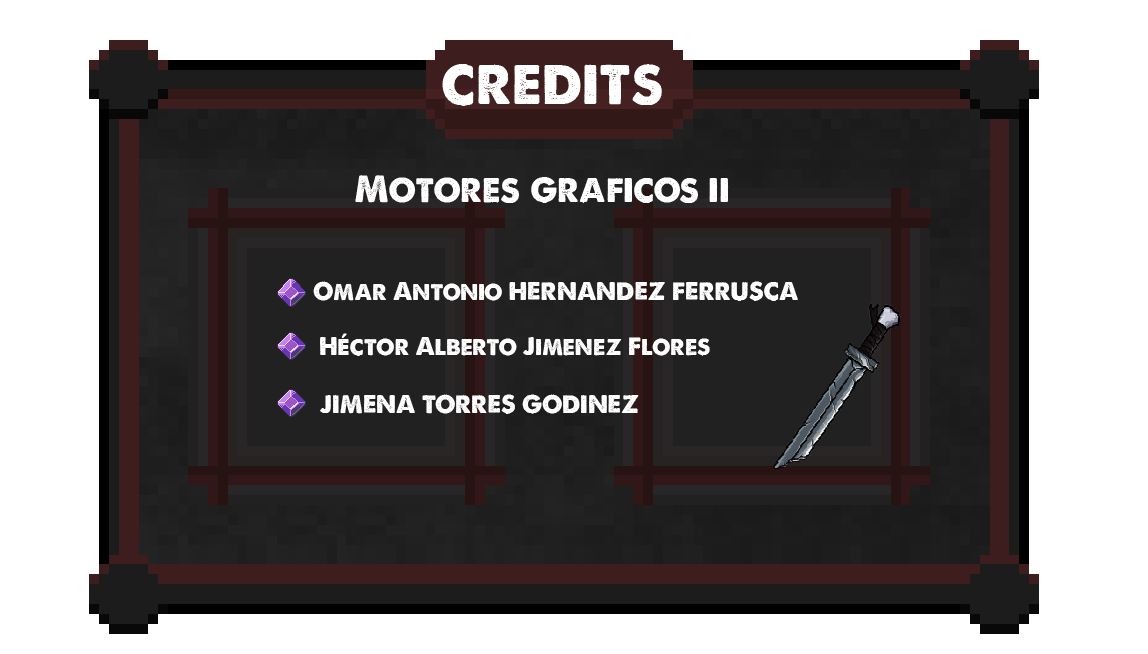 CREDITS
MOTORES GRAFICOS II
OMAR ANTONIO HERNANDEZ FERRUSCA
HÉCTOR ALBERTO JIMENEZ FLORES
JIMENA TORRES GODINEZ